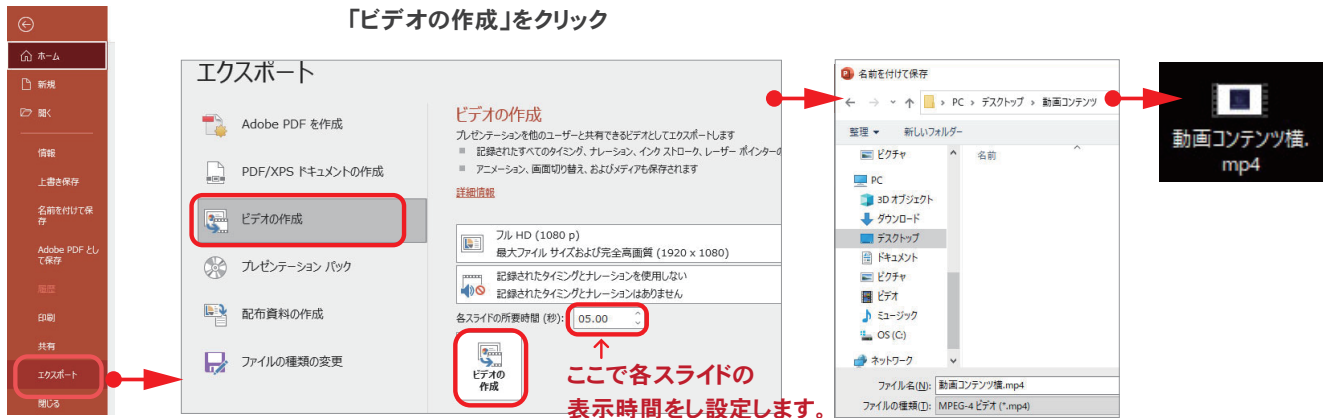 「ビデオの作成」をクリック
ホーム
新規
開く
情報
上書き保存
名前を付けて保
存
Adobe PDF とし
て保存
履歴
印刷
共有
エクスポート
閉じる
エクスポート
Adobe PDF を作成
PDF/XPS ドキュメントの作成
ビデオの作成
プレゼンテーション パック
配布資料の作成
ファイルの種類の変更
ビデオの作成
プレゼンテーションを他のユーザーと共有できるビデオとしてエクスポートします
記録されたすべてのタイミング、ナレーション、インク ストローク、レーザー ポインターの
アニメーション、画面切り替え、およびメディアも保存されます
詳細情報
フル HD (1080 p)
最大ファイル サイズおよび完全高画質 (1920 x 1080)
記録されたタイミングとナレーションを使用しない
記録されたタイミングとナレーションはありません
各スライドの所要時間 (秒): 05.00
ビデオの
作成
↑
ここで各スライドの
表示時間をし設定します。
名前を付けて保存
← → ↑ › PC › デスクトップ › 動画コンテンツ
整理 ▼ 新しいフォルダー
ピクチャ
名前
PC
3D オブジェクト
ダウンロード
デスクトップ
ドキュメント
ピクチャ
ビデオ
ミュージック
OS (C:)
ネットワーク
ファイル名(N): 動画コンテンツ横.mp4
ファイルの種類(T): MPEG-4 ビデオ (*.mp4)
動画コンテンツ横.
mp4